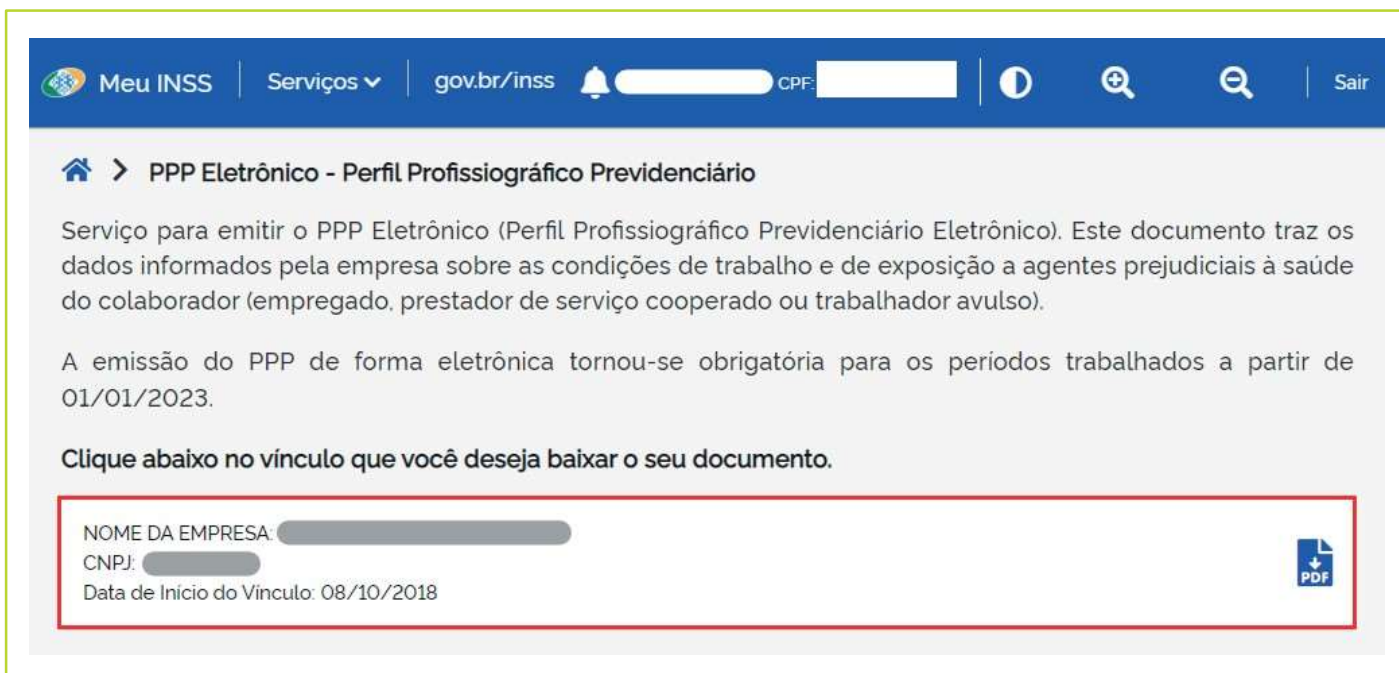 Meu INSS Serviços gov.br/inss CPF: Sair
PPP Eletrônico - Perfil Profissiográfico Previdenciário
Serviço para emitir o PPP Eletrônico (Perfil Profissiográfico Previdenciário Eletrônico). Este documento traz os
dados informados pela empresa sobre as condições de trabalho e de exposição a agentes prejudiciais à saúde
do colaborador (empregado, prestador de serviço cooperado ou trabalhador avulso).
A emissão do PPP de forma eletrônica tornou-se obrigatória para os períodos trabalhados a partir de
01/01/2023.
Clique abaixo no vínculo que você deseja baixar o seu documento.
NOME DA EMPRESA:
CNPJ:
Data de Início do Vínculo: 08/10/2018
PDF